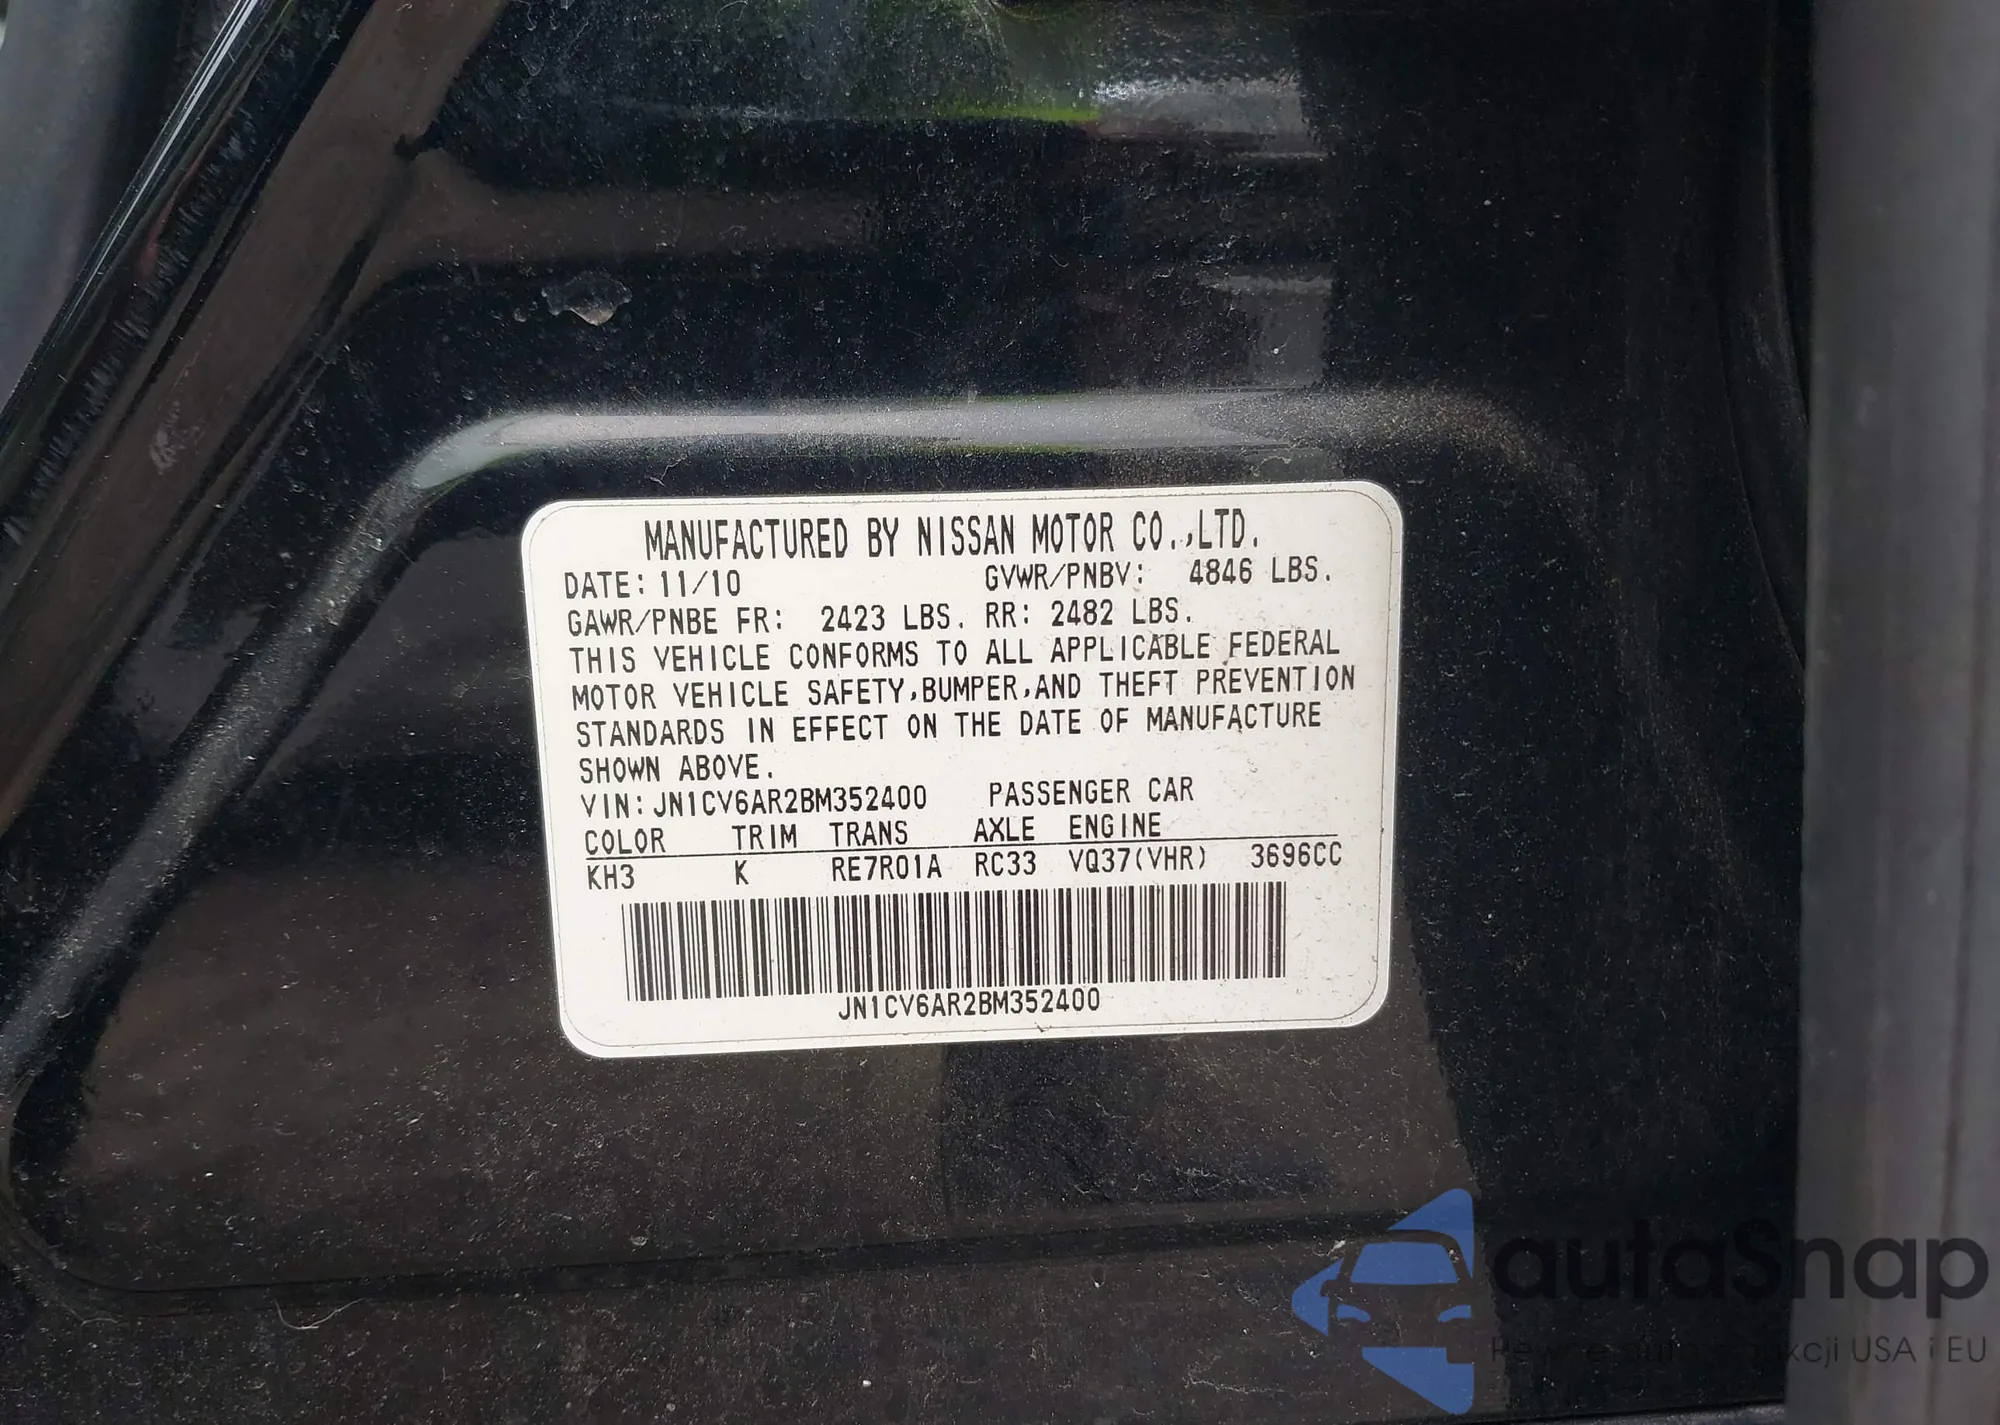 MANUFACTURED BY NISSAN MOTOR CO.,LTD.
DATE: 11/10 GVWR/PNBV: 4846 LBS.
GAWR/PNBE FR: 2423 LBS. RR: 2482 LBS.
THIS VEHICLE CONFORMS TO ALL APPLICABLE FEDERAL
MOTOR VEHICLE SAFETY,BUMPER,AND THEFT PREVENTION
STANDARDS IN EFFECT ON THE DATE OF MANUFACTURE
SHOWN ABOVE.
VIN: JN1CV6AR2BM352400 PASSENGER CAR
COLOR TRIM TRANS AXLE ENGINE
KH3 K RE7R01A RC33 VQ37(VHR) 3696CC
JN1CV6AR2BM352400
autaSnap
USA i EU